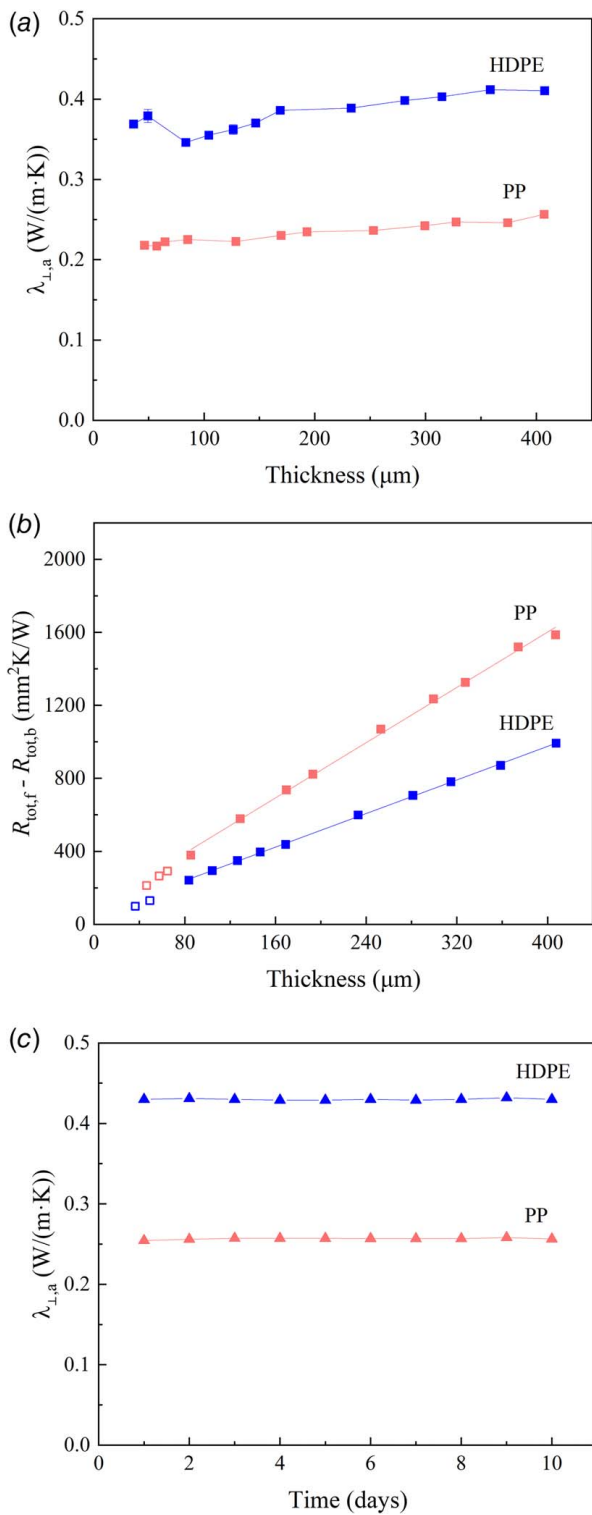 (a)
0.5
HDPE
0.4
0.3
PP
0.2
0.1
0.0
λ⊥,a (W/(m·K))
0 100 200 300 400
Thickness (μm)
(b)
2000
PP
1600
1200
HDPE
800
400
0
Rtot,f - Rtot,b (mm²K/W)
0 80 160 240 320 400
Thickness (μm)
(c)
0.5
HDPE
0.4
0.3
PP
0.2
0.1
0.0
λ⊥,a (W/(m·K))
0 2 4 6 8 10
Time (days)